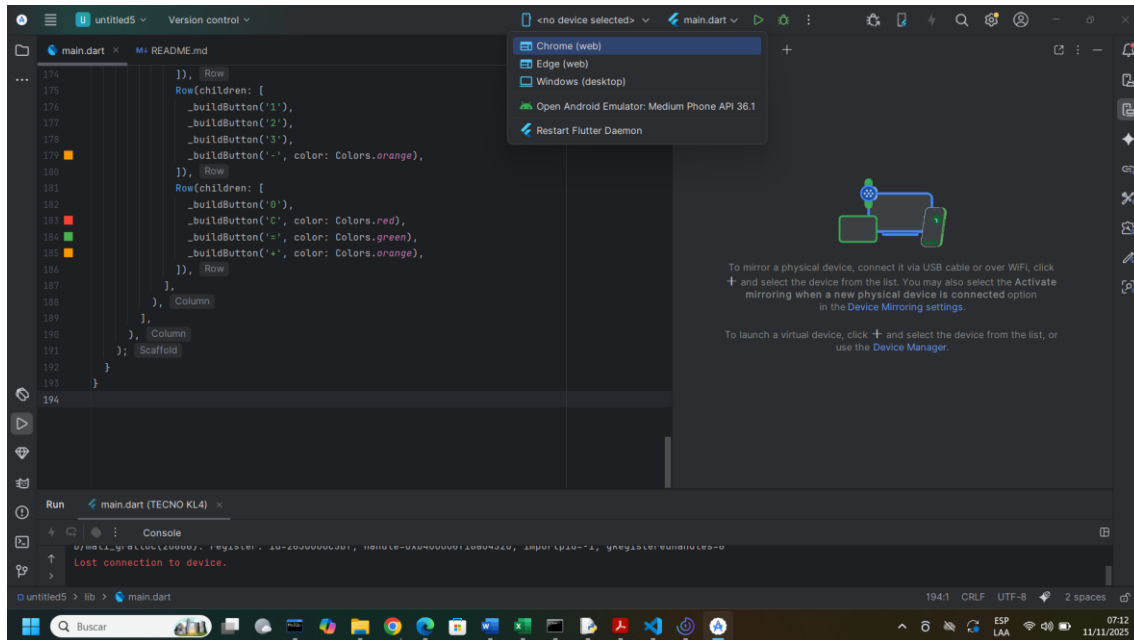 untitled5
Version control
<no device selected>
main.dart
main.dart
README.md
Chrome (web)
Edge (web)
Windows (desktop)
Open Android Emulator: Medium Phone API 36.1
Restart Flutter Daemon
174 ]), Row
175 Row(children: [
176 _buildButton('1'),
177 _buildButton('2'),
178 _buildButton('3'),
179 _buildButton('-', color: Colors.orange),
180 ]), Row
181 Row(children: [
182 _buildButton('0'),
183 _buildButton('C', color: Colors.red),
184 _buildButton('=', color: Colors.green),
185 _buildButton('+', color: Colors.orange),
186 ]), Row
187 ],
188 ), Column
189 ],
190 ), Column
191 ); Scaffold
192 }
193 }
194
To mirror a physical device, connect it via USB cable or over WiFi, click
+ and select the device from the list. You may also select the Activate
mirroring when a new physical device is connected option
in the Device Mirroring settings.
To launch a virtual device, click + and select the device from the list, or
use the Device Manager.
Run
main.dart (TECNO KL4)
Console
Lost connection to device.
untitled5 > lib > main.dart
194:1 CRLF UTF-8 2 spaces
Buscar
ESP
LAA
07:12
11/11/2025